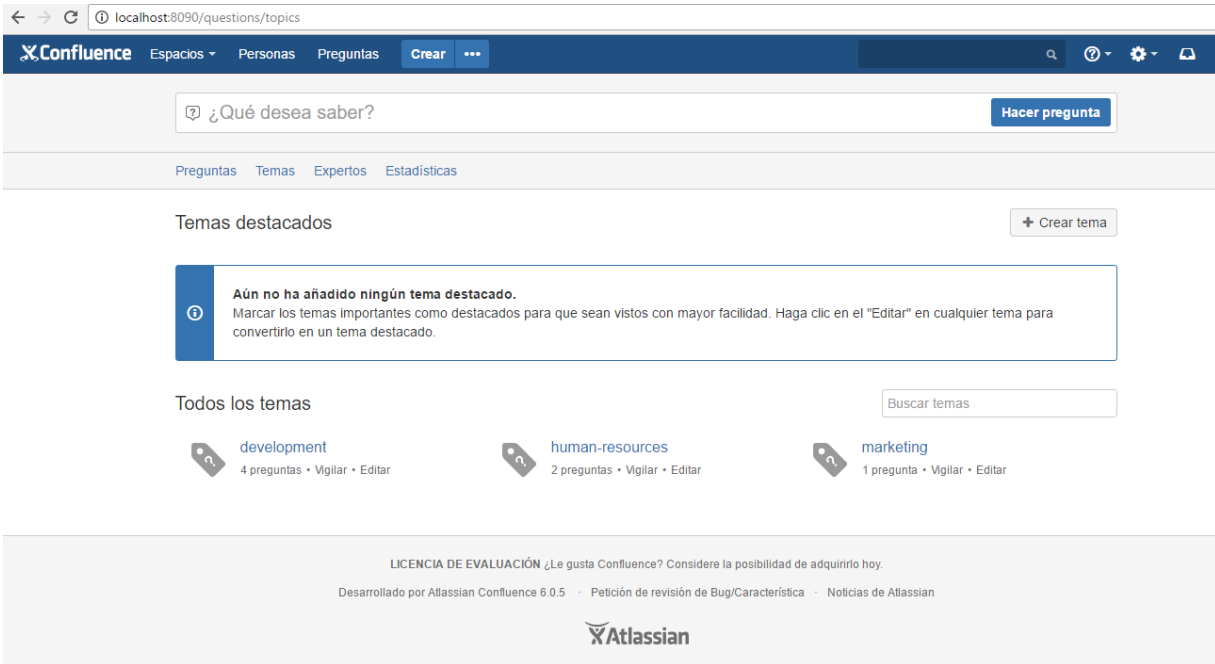 localhost:8090/questions/topics
Confluence Espacios Personas Preguntas Crear
¿Qué desea saber? Hacer pregunta
Preguntas Temas Expertos Estadísticas
Temas destacados + Crear tema
Aún no ha añadido ningún tema destacado.
Marcar los temas importantes como destacados para que sean vistos con mayor facilidad. Haga clic en el "Editar" en cualquier tema para
convertirlo en un tema destacado.
Todos los temas Buscar temas
development human-resources marketing
4 preguntas • Vigilar • Editar 2 preguntas • Vigilar • Editar 1 pregunta • Vigilar • Editar
LICENCIA DE EVALUACIÓN ¿Le gusta Confluence? Considere la posibilidad de adquirirlo hoy.
Desarrollado por Atlassian Confluence 6.0.5 · Petición de revisión de Bug/Característica · Noticias de Atlassian
Atlassian